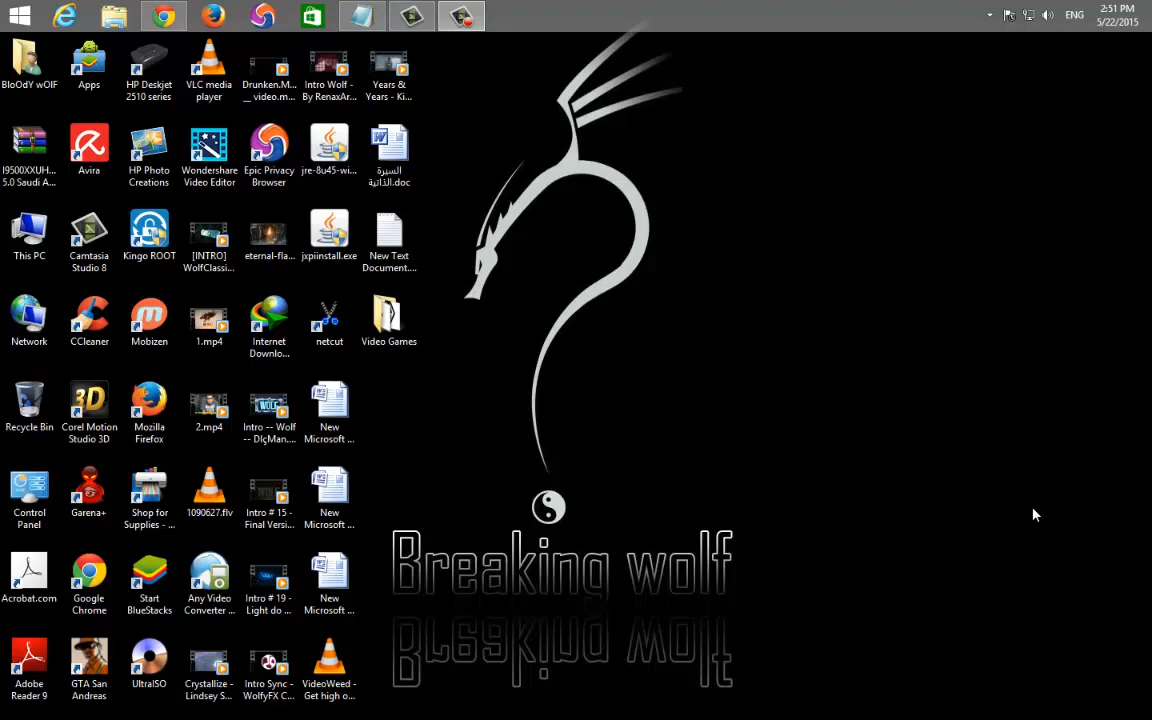 ENG
2:51 PM
5/22/2015
BloOdY wOlF
Apps
HP Deskjet
2510 series
VLC media
player
Drunken.M...
__ video.m...
Intro Wolf -
By RenaxAr...
Years &
Years - Ki...
I9500XXUH...
5.0 Saudi A...
Avira
HP Photo
Creations
Wondershare
Video Editor
Epic Privacy
Browser
jre-8u45-wi...
السيرة
الذاتية.doc
This PC
Camtasia
Studio 8
Kingo ROOT
[INTRO]
WolfClassi...
eternal-fla...
jxpiinstall.exe
New Text
Document....
Network
CCleaner
Mobizen
1.mp4
Internet
Downlo...
netcut
Video Games
Recycle Bin
3D
Corel Motion
Studio 3D
Mozilla
Firefox
2.mp4
WOLF
Intro -- Wolf
-- DIçMan....
New
Microsoft ...
Control
Panel
Garena+
Shop for
Supplies - ...
1090627.flv
Intro # 15 -
Final Versi...
New
Microsoft ...
Acrobat.com
Google
Chrome
Start
BlueStacks
Any Video
Converter ...
Intro # 19 -
Light do ...
New
Microsoft ...
Adobe
Reader 9
GTA San
Andreas
UltraISO
Crystallize -
Lindsey S...
Intro Sync -
WolfyFX C...
VideoWeed -
Get high o...
Breaking wolf